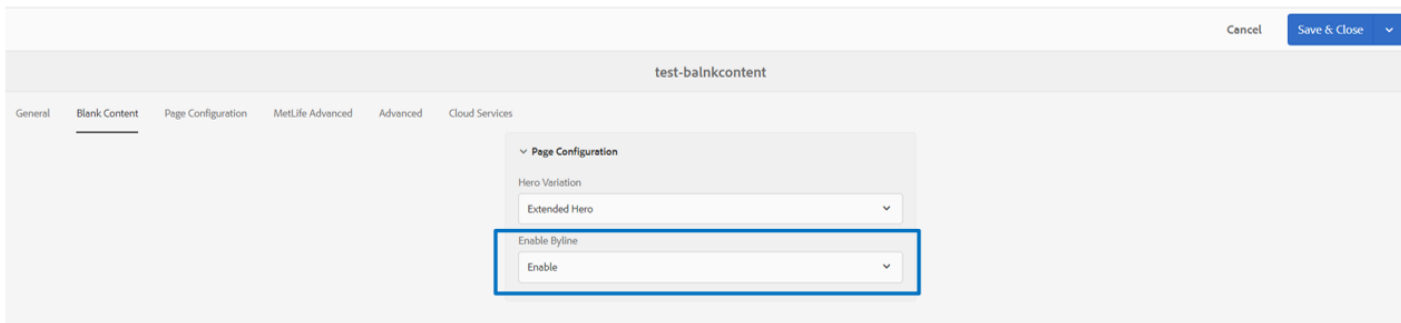 Cancel
Save & Close
test-balnkcontent
General Blank Content Page Configuration MetLife Advanced Advanced Cloud Services
Page Configuration
Hero Variation
Extended Hero
Enable Byline
Enable